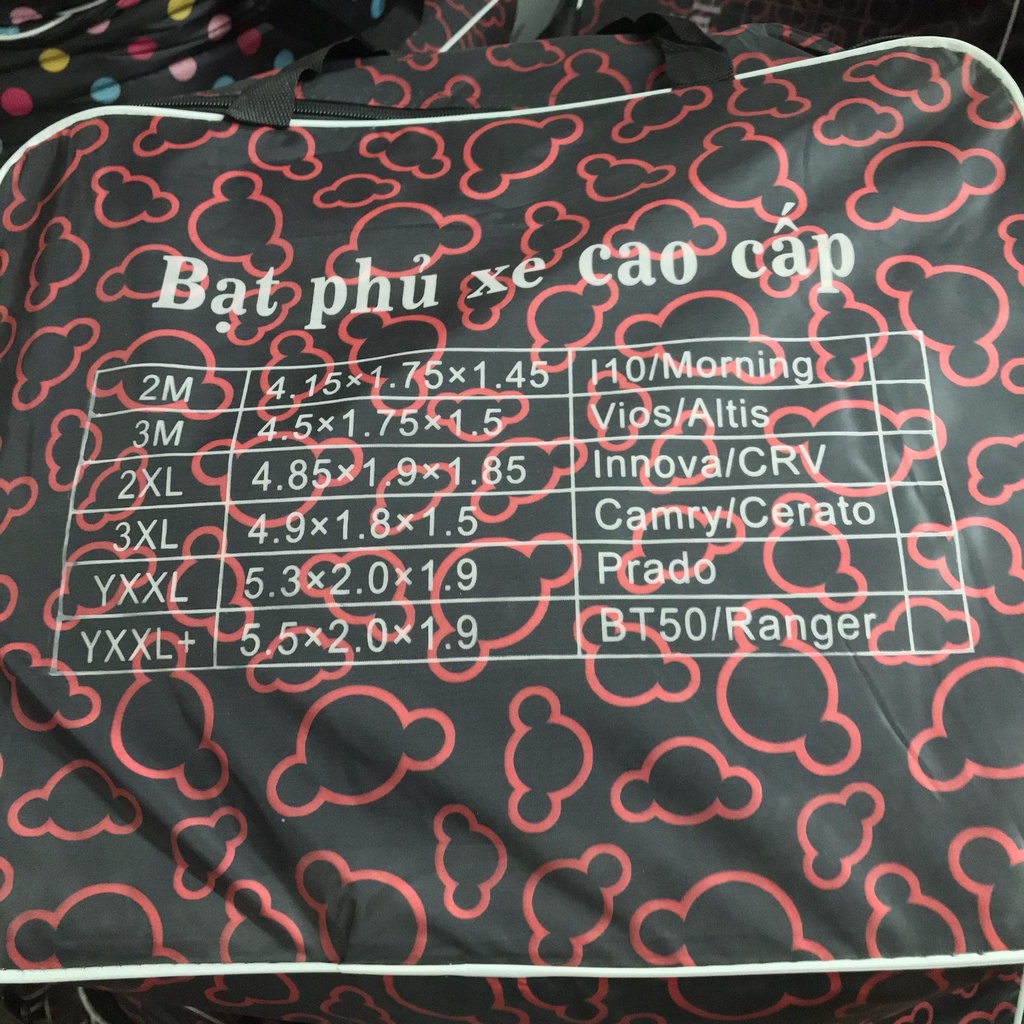 Bạt phủ xe cao cấp
2M 4.15×1.75×1.45 I10/Morning
3M 4.5×1.75×1.5 Vios/Altis
2XL 4.85×1.9×1.85 Innova/CRV
3XL 4.9×1.8×1.5 Camry/Cerato
YXXL 5.3×2.0×1.9 Prado
YXXL+ 5.5×2.0×1.9 BT50/Ranger